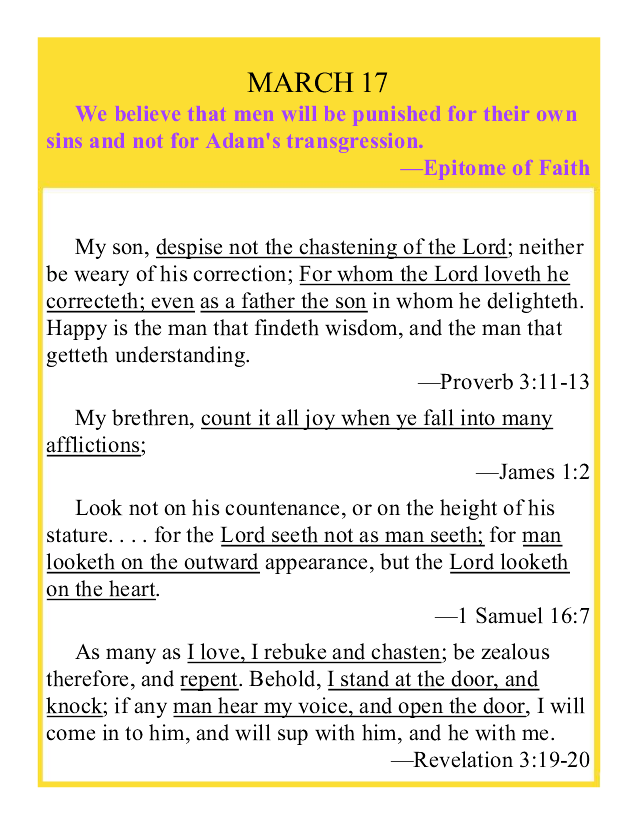 MARCH 17
We believe that men will be punished for their own
sins and not for Adam's transgression.
—Epitome of Faith
My son, despise not the chastening of the Lord; neither
be weary of his correction; For whom the Lord loveth he
correcteth; even as a father the son in whom he delighteth.
Happy is the man that findeth wisdom, and the man that
getteth understanding.
—Proverb 3:11-13
My brethren, count it all joy when ye fall into many
afflictions;
—James 1:2
Look not on his countenance, or on the height of his
stature. . . . for the Lord seeth not as man seeth; for man
looketh on the outward appearance, but the Lord looketh
on the heart.
—1 Samuel 16:7
As many as I love, I rebuke and chasten; be zealous
therefore, and repent. Behold, I stand at the door, and
knock; if any man hear my voice, and open the door, I will
come in to him, and will sup with him, and he with me.
—Revelation 3:19-20